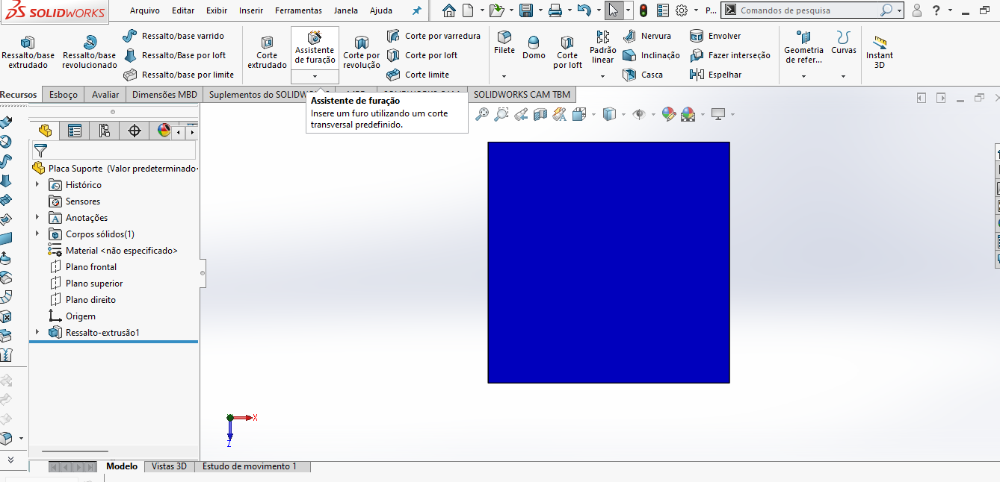 SOLIDWORKS
Arquivo Editar Exibir Inserir Ferramentas Janela Ajuda
P... Comandos de pesquisa
Ressalto/base extrudado
Ressalto/base revolucionado
Ressalto/base varrido
Ressalto/Base por loft
Ressalto/base por limite
Corte extrudado
Assistente de furação
Corte por revolução
Corte por varredura
Corte por loft
Corte limite
Filete
Domo
Corte por loft
Padrão linear
Nervura
Inclinação
Casca
Envolver
Fazer interseção
Espelhar
Geometria de refer...
Curvas
Instant 3D
Recursos Esboço Avaliar Dimensões MBD Suplementos do SOLIDW SOLIDWORKS CAM TBM
Assistente de furação
Insere um furo utilizando um corte
transversal predefinido.
Placa Suporte (Valor predeterminado
Histórico
Sensores
A Anotações
Corpos sólidos(1)
Material <não especificado>
Plano frontal
Plano superior
Plano direito
Origem
Ressalto-extrusão1
X
Z
Modelo Vistas 3D Estudo de movimento 1